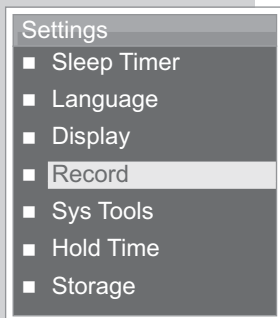 Settings
Sleep Timer
Language
Display
Record
Sys Tools
Hold Time
Storage